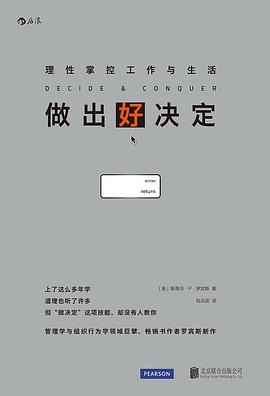 后浪
理性掌控工作与生活
DECIDE & CONQUER
做出好决定
enter
return
上了这么多年学
道理也听了许多
但“做决定”这项技能，却没有人教你
[美] 斯蒂芬·P·罗宾斯 著
包云波 译
管理学与组织行为学领域巨擘、畅销书作者罗宾斯新作
PEARSON
北京联合出版公司